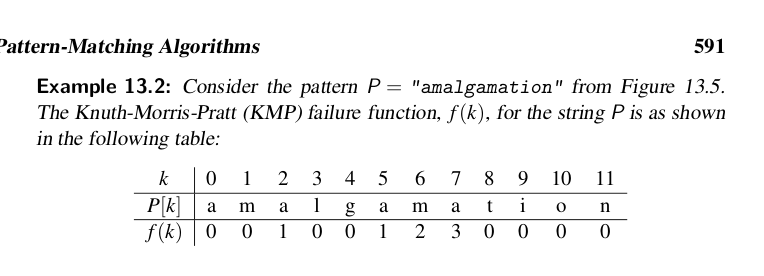 Pattern-Matching Algorithms 591
Example 13.2: Consider the pattern P = "amalgamation" from Figure 13.5.
The Knuth-Morris-Pratt (KMP) failure function, f(k), for the string P is as shown
in the following table:
k 0 1 2 3 4 5 6 7 8 9 10 11
P[k] a m a l g a m a t i o n
f(k) 0 0 1 0 0 1 2 3 0 0 0 0